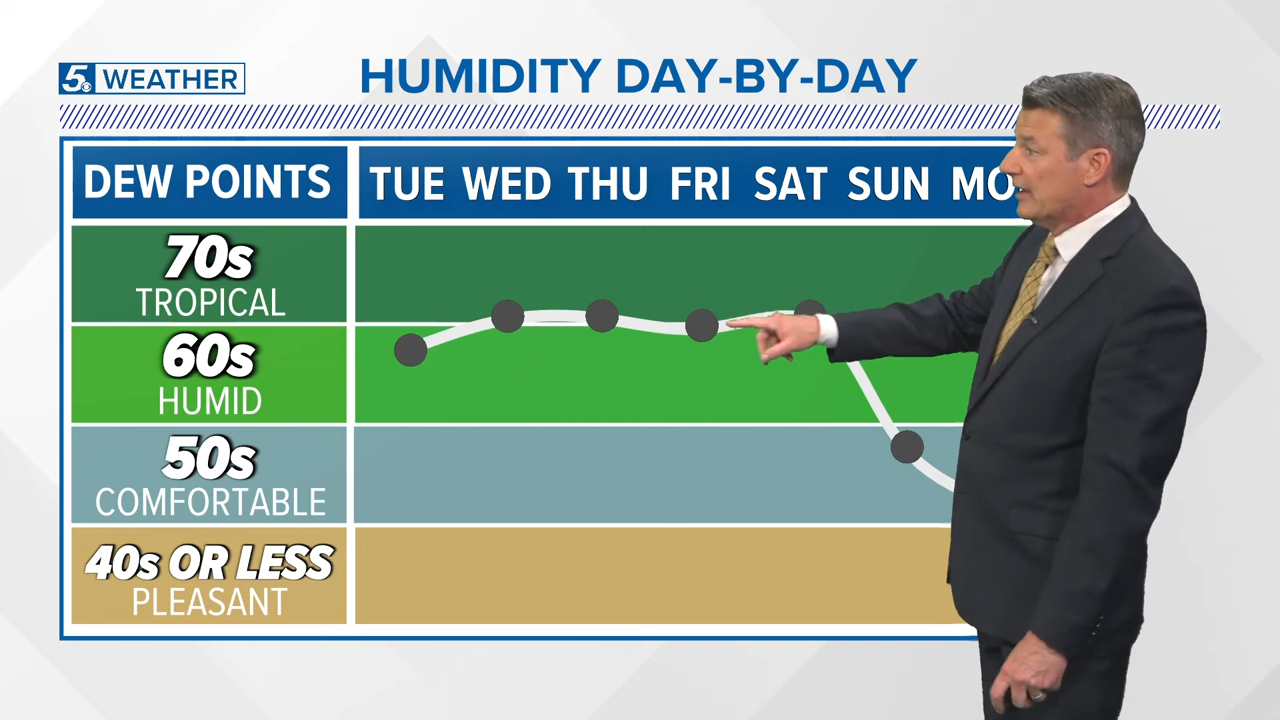 5 WEATHER
HUMIDITY DAY-BY-DAY
DEW POINTS
TUE WED THU FRI SAT SUN MO
70s
TROPICAL
60s
HUMID
50s
COMFORTABLE
40s OR LESS
PLEASANT